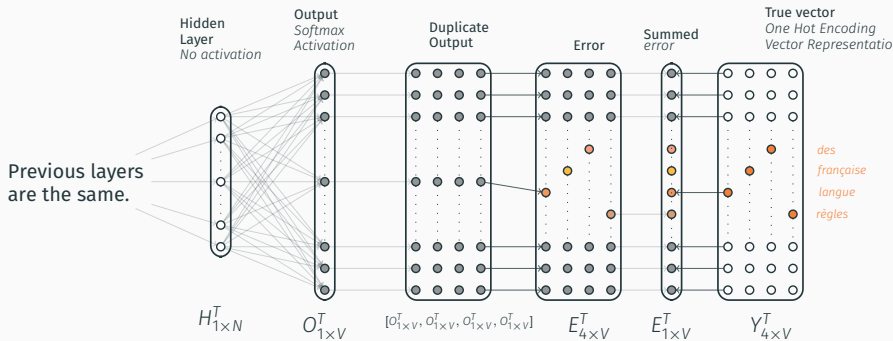 Hidden
Layer
No activation
Output
Softmax
Activation
Duplicate
Output
Error
Summed
error
True vector
One Hot Encoding
Vector Representatio
Previous layers
are the same.
des
française
langue
règles
H^T_{1×N}
O^T_{1×V}
[O^T_{1×V}, O^T_{1×V}, O^T_{1×V}, O^T_{1×V}]
E^T_{4×V}
E^T_{1×V}
Y^T_{4×V}